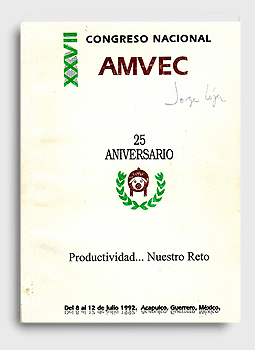 XXVII
CONGRESO NACIONAL
AMVEC
25
ANIVERSARIO
Productividad... Nuestro Reto
Del 8 al 12 de julio 1992, Acapulco, Guerrero, México.